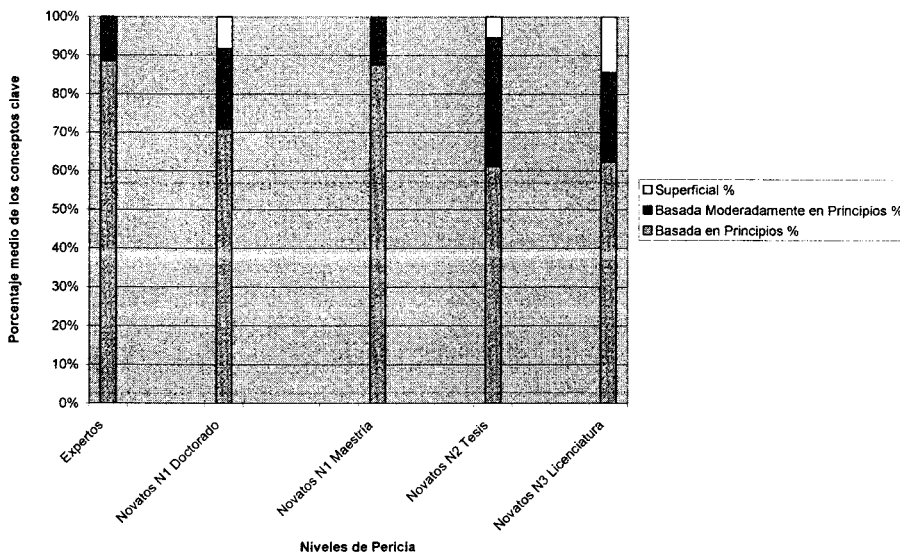 100%
90%
80%
70%
60%
50%
40%
30%
20%
10%
0%
Porcentaje medio de los conceptos clave
Expertos
Novatos N1 Doctorado
Novatos N1 Maestria
Novatos N2 Tesis
Novatos N3 Licenciatura
Niveles de Pericia
Superficial %
Basada Moderadamente en Principios %
Basada en Principios %